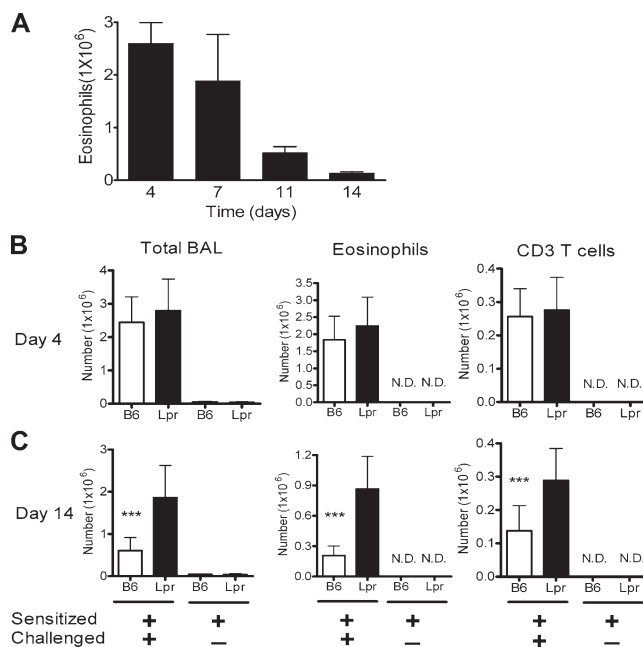 A
Eosinophils(1X10⁶)
3
2
1
0
4 7 11 14
Time (days)
B
Total BAL Eosinophils CD3 T cells
Day 4
Number (1x10⁶)
4
3
2
1
0
B6 Lpr B6 Lpr
Number (1x10⁶)
3.5
3.0
2.5
2.0
1.5
1.0
0.5
0.0
N.D. N.D.
B6 Lpr B6 Lpr
Number (1x10⁶)
0.4
0.3
0.2
0.1
0.0
N.D. N.D.
B6 Lpr B6 Lpr
C
Day 14
Number (1x10⁶)
3
2
1
0
***
B6 Lpr B6 Lpr
Number (1x10⁶)
1.2
0.9
0.6
0.3
0.0
***
N.D. N.D.
B6 Lpr B6 Lpr
Number (1x10⁶)
0.4
0.3
0.2
0.1
0.0
***
N.D. N.D.
B6 Lpr B6 Lpr
Sensitized + + + + + +
Challenged + − + − + −